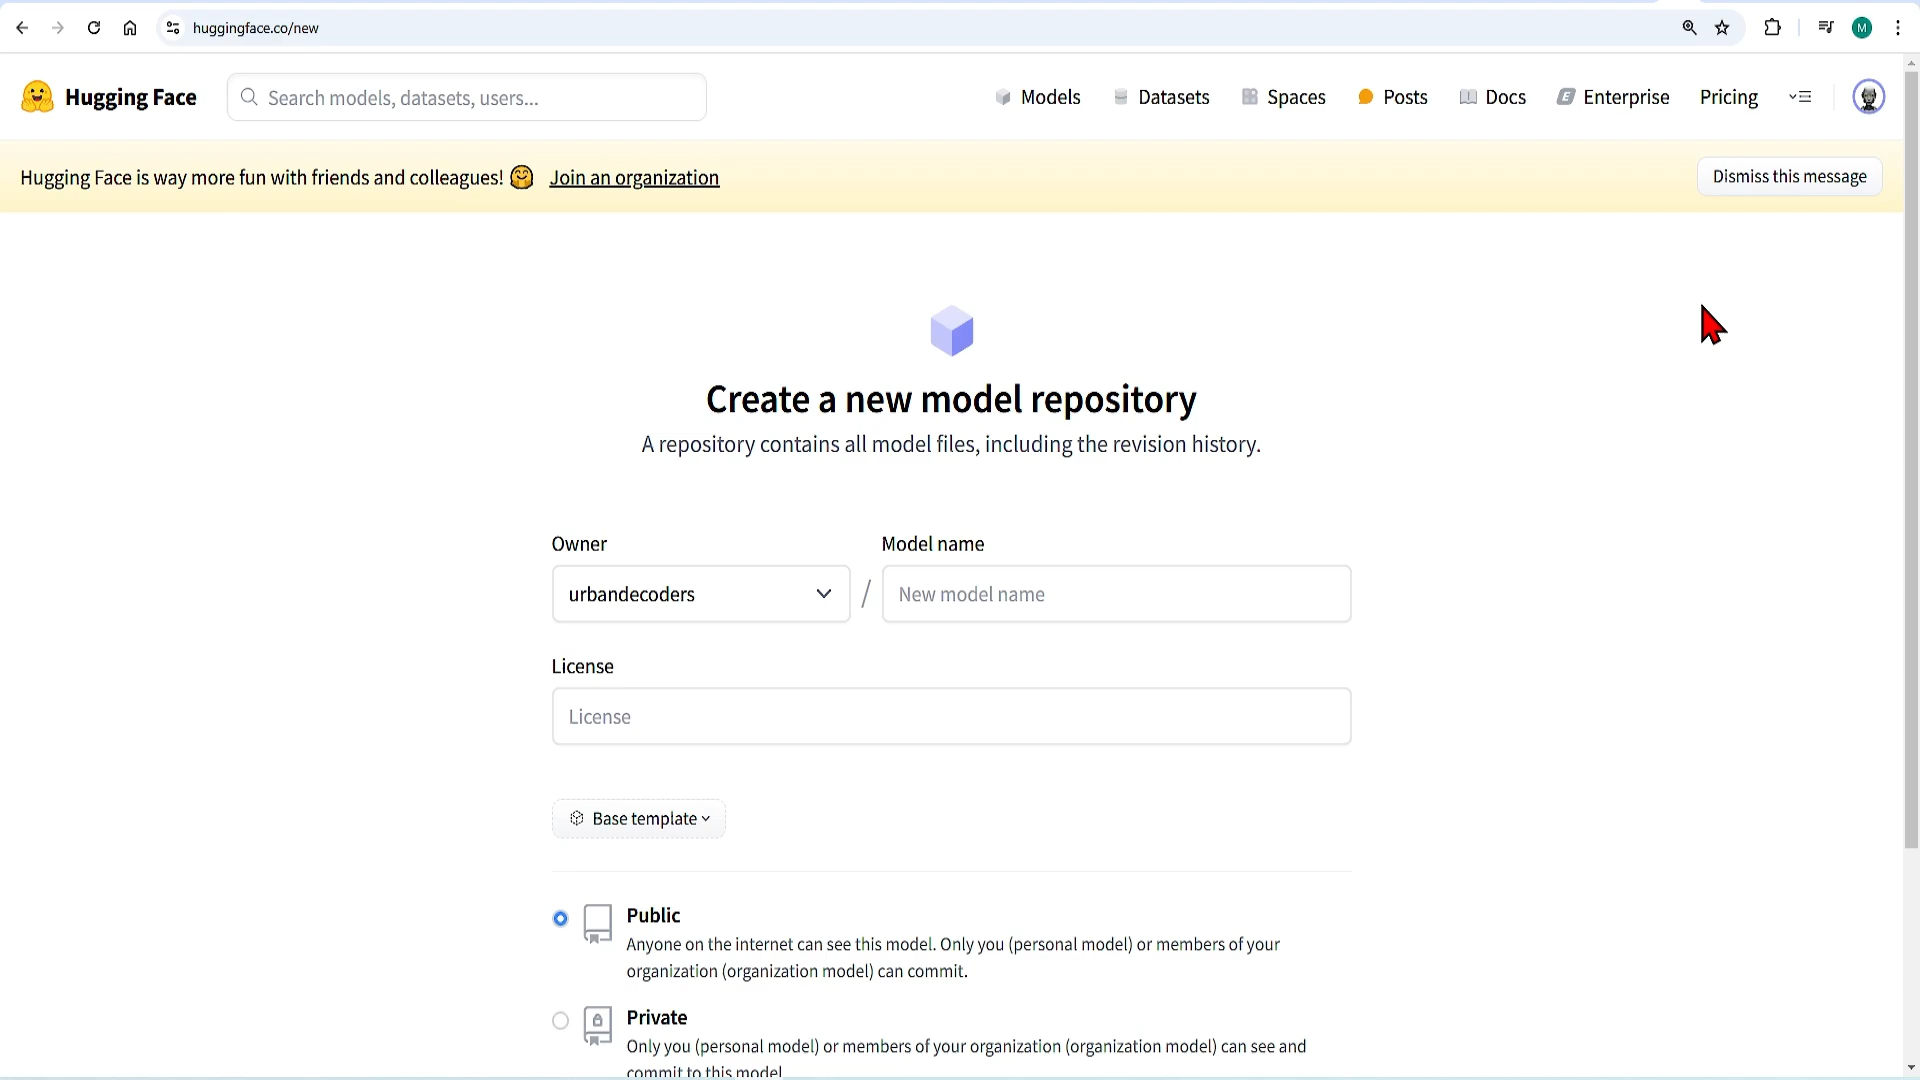 huggingface.co/new
M
Hugging Face
Search models, datasets, users...
Models
Datasets
Spaces
Posts
Docs
E Enterprise
Pricing
Hugging Face is way more fun with friends and colleagues! 🤗 Join an organization
Dismiss this message
Create a new model repository
A repository contains all model files, including the revision history.
Owner
Model name
urbandecoders
/
New model name
License
License
Base template
Public
Anyone on the internet can see this model. Only you (personal model) or members of your
organization (organization model) can commit.
Private
Only you (personal model) or members of your organization (organization model) can see and
commit to this model.